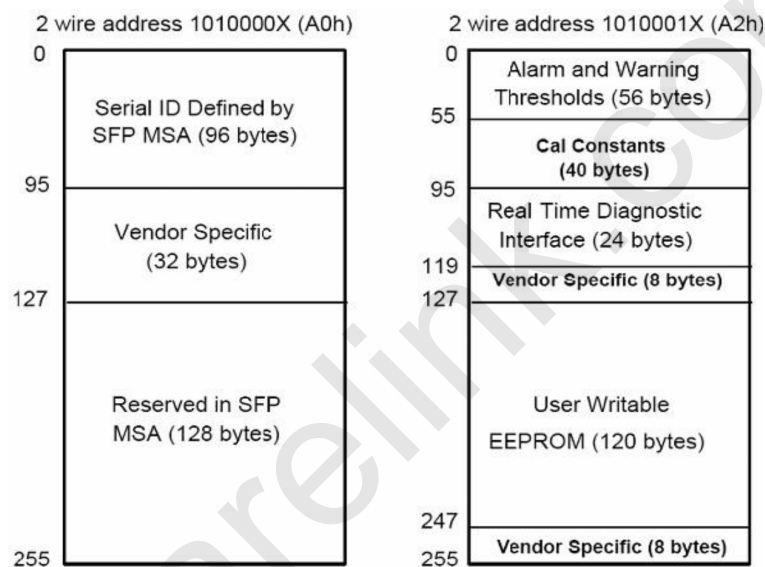 2 wire address 1010000X (A0h)
0
Serial ID Defined by
SFP MSA (96 bytes)
95
Vendor Specific
(32 bytes)
127
Reserved in SFP
MSA (128 bytes)
255
2 wire address 1010001X (A2h)
0
Alarm and Warning
Thresholds (56 bytes)
55
Cal Constants
(40 bytes)
95
Real Time Diagnostic
Interface (24 bytes)
119
Vendor Specific (8 bytes)
127
User Writable
EEPROM (120 bytes)
247
Vendor Specific (8 bytes)
255
arelink.co